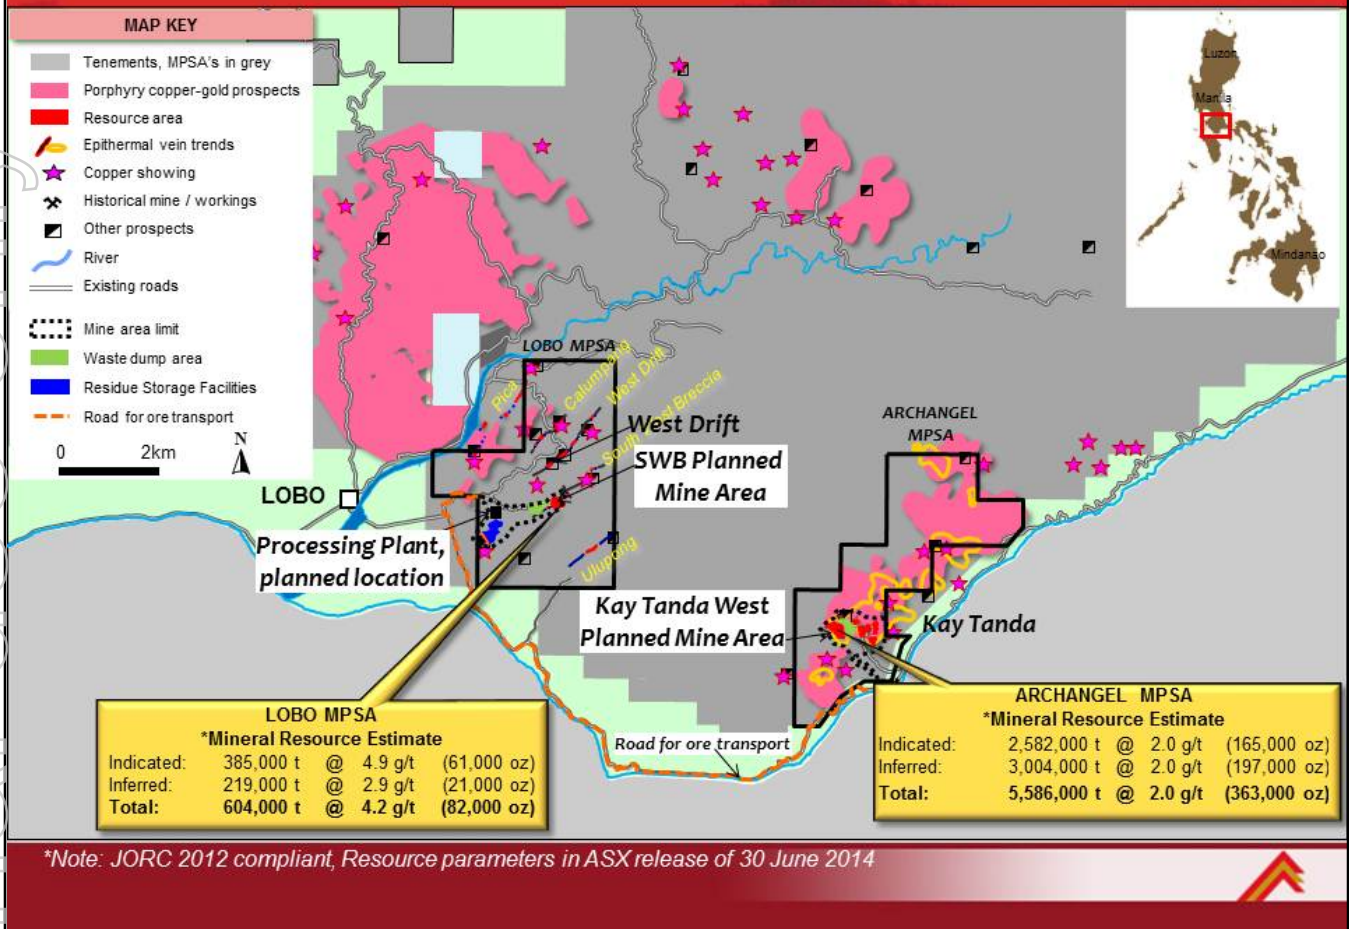 MAP KEY
Tenements, MPSA's in grey
Porphyry copper-gold prospects
Resource area
Epithermal vein trends
Copper showing
Historical mine / workings
Other prospects
River
Existing roads
Mine area limit
Waste dump area
Residue Storage Facilities
Road for ore transport
0 2km
N
Luzon
Manila
Mindanao
LOBO MPSA
Pica
Calumpang
West Drift
South West Breccia
West Drift
SWB Planned
Mine Area
ARCHANGEL
MPSA
LOBO
Processing Plant,
planned location
Ulupong
Kay Tanda West
Planned Mine Area
Kay Tanda
Road for ore transport
LOBO MPSA
*Mineral Resource Estimate
Indicated: 385,000 t @ 4.9 g/t (61,000 oz)
Inferred: 219,000 t @ 2.9 g/t (21,000 oz)
Total: 604,000 t @ 4.2 g/t (82,000 oz)
ARCHANGEL MPSA
*Mineral Resource Estimate
Indicated: 2,582,000 t @ 2.0 g/t (165,000 oz)
Inferred: 3,004,000 t @ 2.0 g/t (197,000 oz)
Total: 5,586,000 t @ 2.0 g/t (363,000 oz)
*Note: JORC 2012 compliant, Resource parameters in ASX release of 30 June 2014